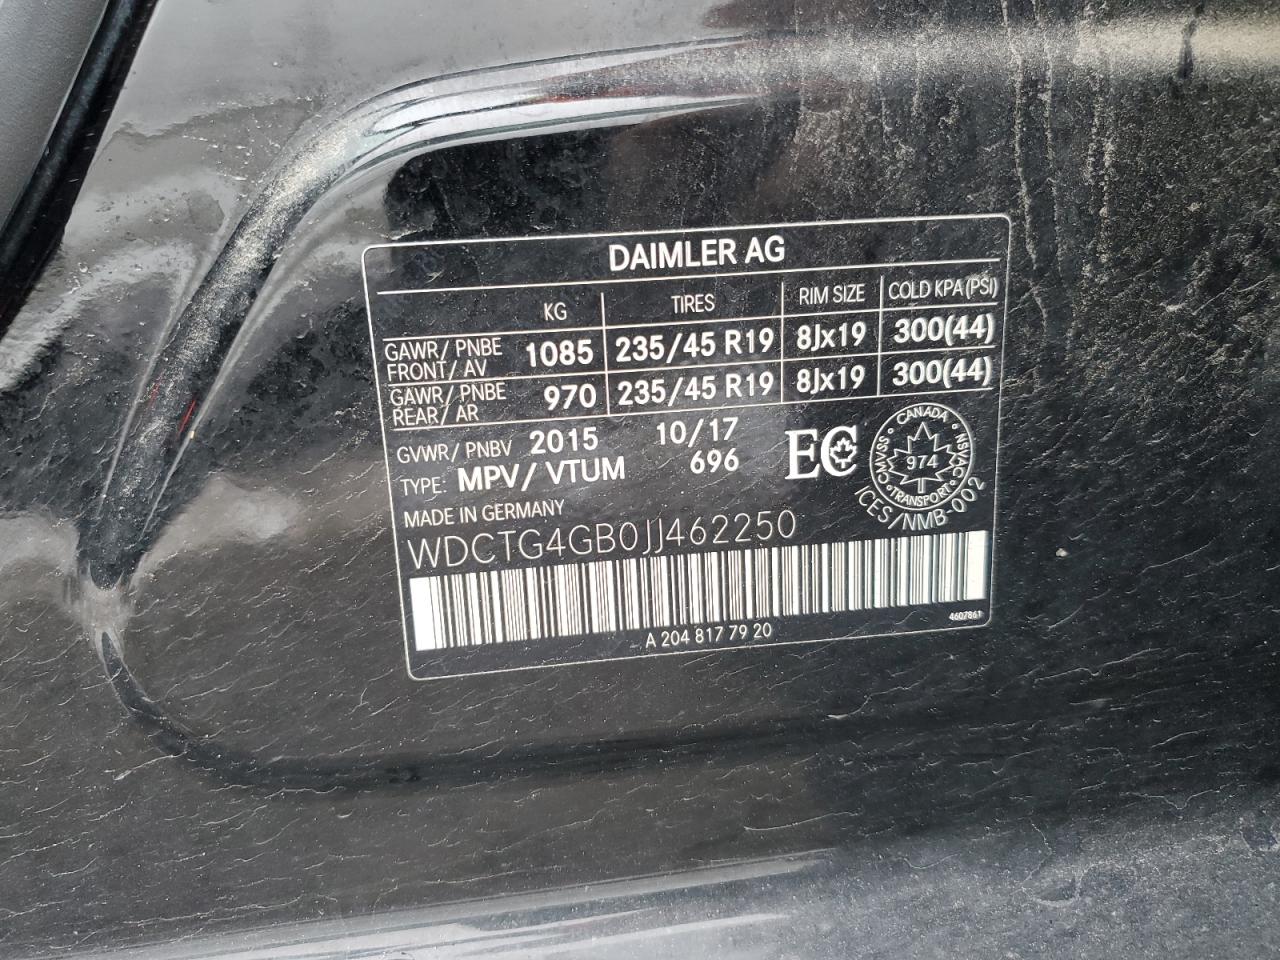 DAIMLER AG
KG TIRES RIM SIZE COLD KPA (PSI)
GAWR/ PNBE FRONT/ AV 1085 235/45 R19 8Jx19 300(44)
GAWR/ PNBE REAR/ AR 970 235/45 R19 8Jx19 300(44)
GVWR/ PNBV 2015 10/17
TYPE: MPV/ VTUM 696
EC
CANADA
CMVSS NSVAC
974
TRANSPORT
ICES/NMB-002
MADE IN GERMANY
WDCTG4GB0JJ462250
A 204 817 79 20
4607861